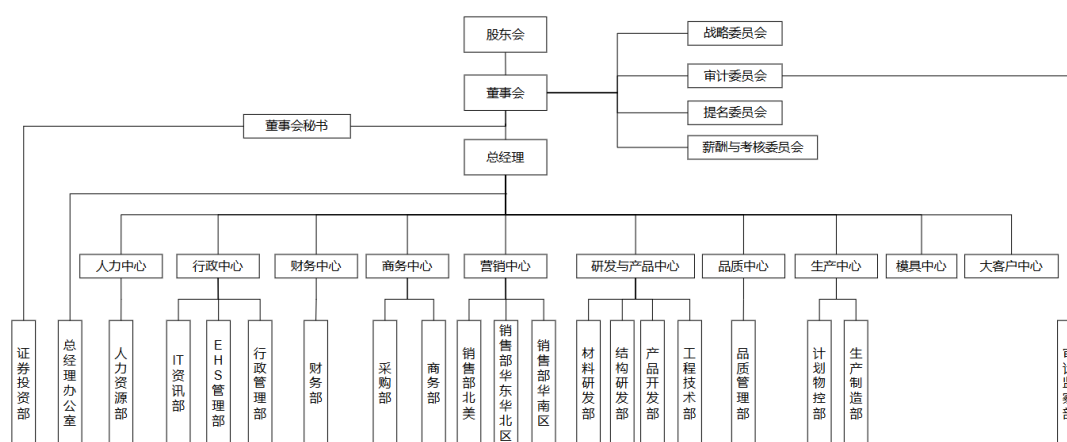 股东会
战略委员会
审计委员会
董事会
提名委员会
董事会秘书
薪酬与考核委员会
总经理
人力中心
行政中心
财务中心
商务中心
营销中心
研发与产品中心
品质中心
生产中心
模具中心
大客户中心
证券投资部
总经理办公室
人力资源部
IT资讯部
EHS管理部
行政管理部
财务部
采购部
商务部
销售部北美
销售部华东华北区
销售部华南区
材料研发部
结构研发部
产品开发部
工程技术部
品质管理部
计划物控部
生产制造部